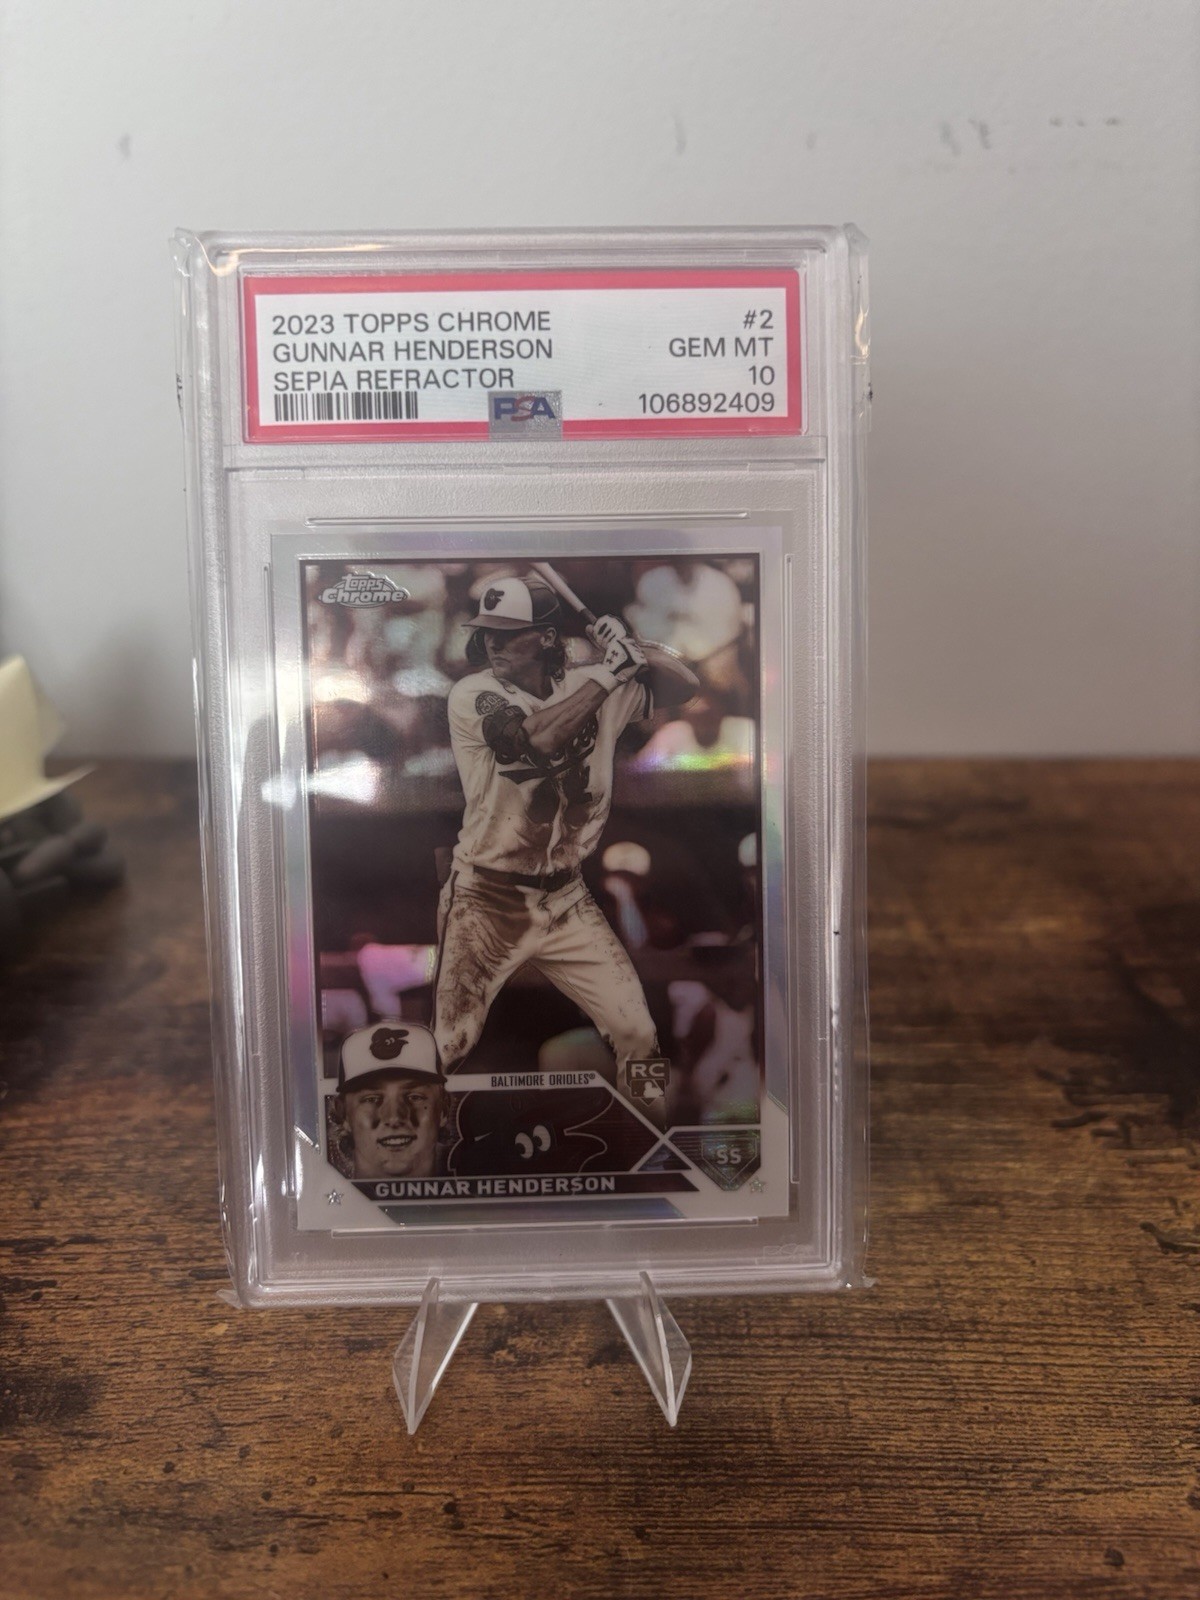 2023 TOPPS CHROME #2
GUNNAR HENDERSON GEM MT
SEPIA REFRACTOR 10
PSA 106892409
Topps
Chrome
BALTIMORE ORIOLES®
RC
SS
GUNNAR HENDERSON